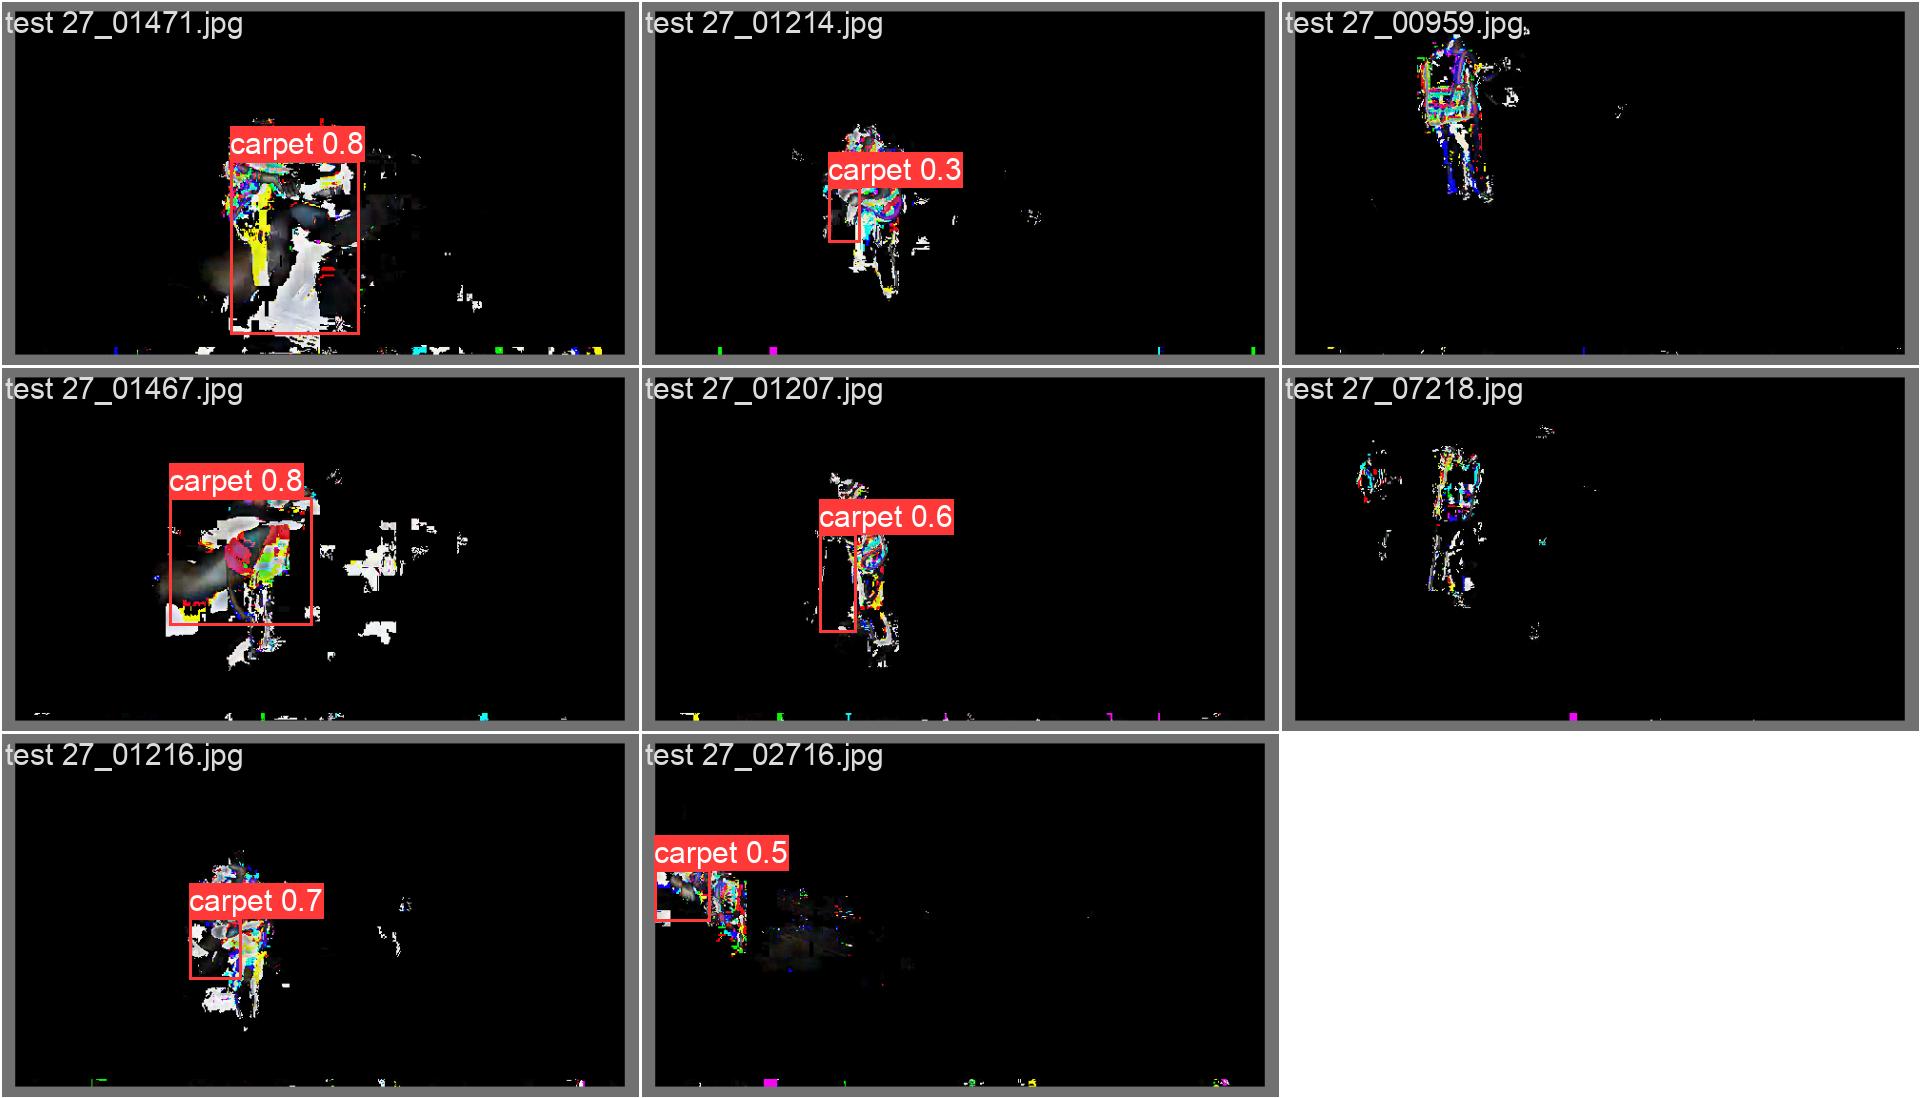 test 27_01471.jpg
carpet 0.8
test 27_01214.jpg
carpet 0.3
test 27_00959.jpg
test 27_01467.jpg
carpet 0.8
test 27_01207.jpg
carpet 0.6
test 27_07218.jpg
test 27_01216.jpg
carpet 0.7
test 27_02716.jpg
carpet 0.5